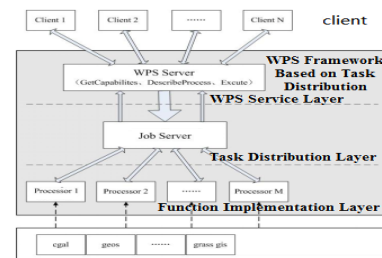 Client 1
Client 2
......
Client N
client
WPS Framework
Based on Task
Distribution
WPS Server
(GetCapabilites、DescribeProcess、Excute)
WPS Service Layer
Job Server
Task Distribution Layer
Processor 1
Processor 2
......
Processor M
Function Implementation Layer
cgal
geos
......
grass gis